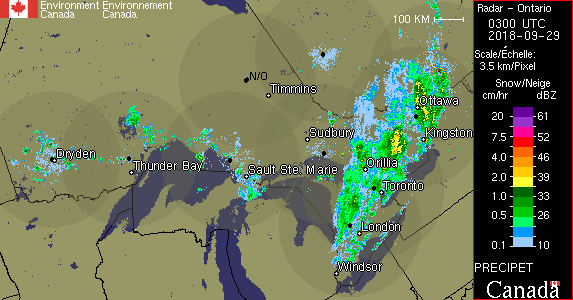 Environment Environnement
Canada Canada
100 KM
N/O
Timmins
Ottawa
Sudbury
Kingston
Dryden
Thunder Bay
Sault Ste. Marie
Orillia
Toronto
London
Windsor
Radar - Ontario
0300 UTC
2018-09-29
Scale/Échelle:
3.5 km/Pixel
Snow/Neige
cm/hr dBZ
20 61
7.5 52
4.0 46
2.0 39
1.0 33
0.5 26
0.1 10
PRECIPET
Canada